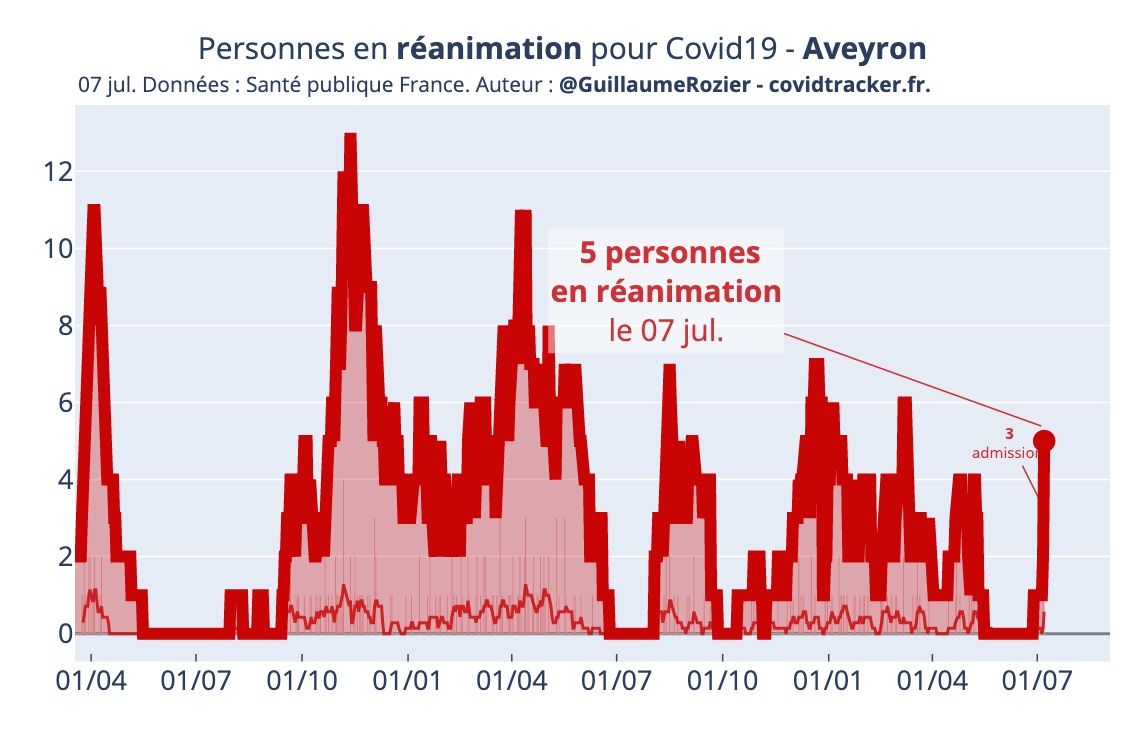 Personnes en réanimation pour Covid19 - Aveyron
07 jul. Données : Santé publique France. Auteur : @GuillaumeRozier - covidtracker.fr.
12
10
8
6
4
2
0
5 personnes
en réanimation
le 07 jul.
3
admission
01/04 01/07 01/10 01/01 01/04 01/07 01/10 01/01 01/04 01/07